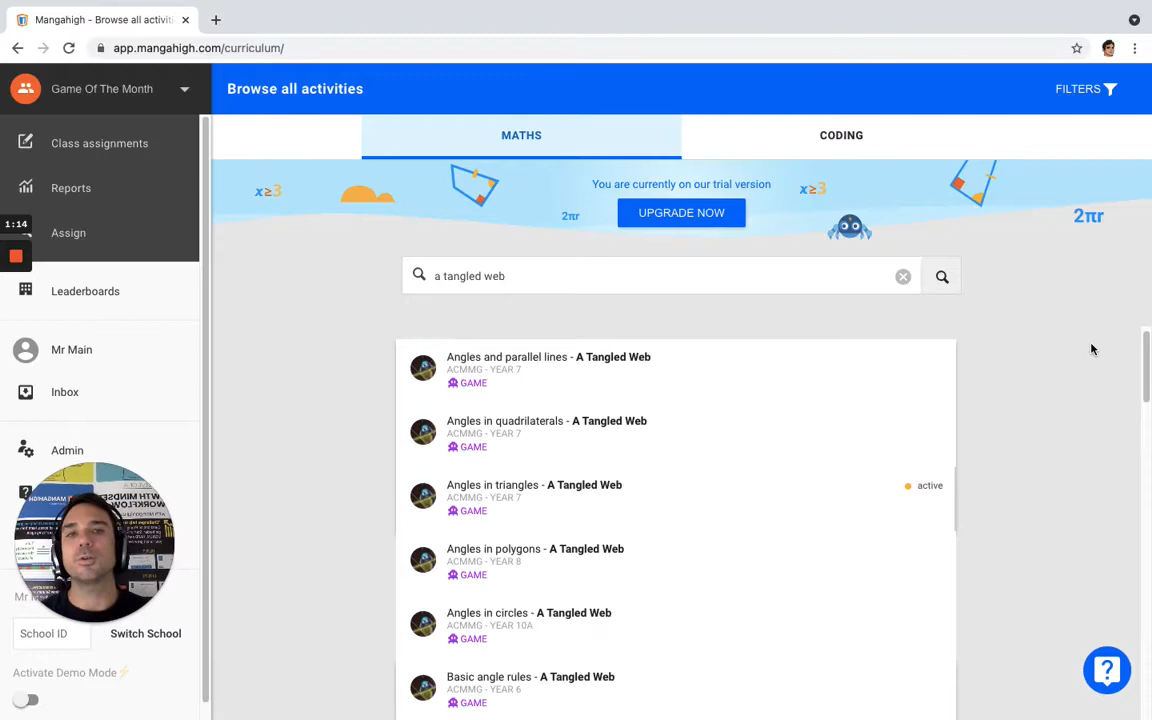 Mangahigh - Browse all activiti
app.mangahigh.com/curriculum/
Game Of The Month
Browse all activities
FILTERS
Class assignments
MATHS
CODING
x≥3
You are currently on our trial version
x≥3
Reports
1:14
2πr
UPGRADE NOW
2πr
Assign
a tangled web
Leaderboards
Mr Main
Angles and parallel lines - A Tangled Web
ACMMG - YEAR 7
GAME
Inbox
Angles in quadrilaterals - A Tangled Web
ACMMG - YEAR 7
GAME
Admin
Angles in triangles - A Tangled Web
active
ACMMG - YEAR 7
GAME
Angles in polygons - A Tangled Web
ACMMG - YEAR 8
GAME
Mr
Angles in circles - A Tangled Web
ACMMG - YEAR 10A
GAME
School ID
Switch School
Activate Demo Mode⚡
Basic angle rules - A Tangled Web
ACMMG - YEAR 6
GAME